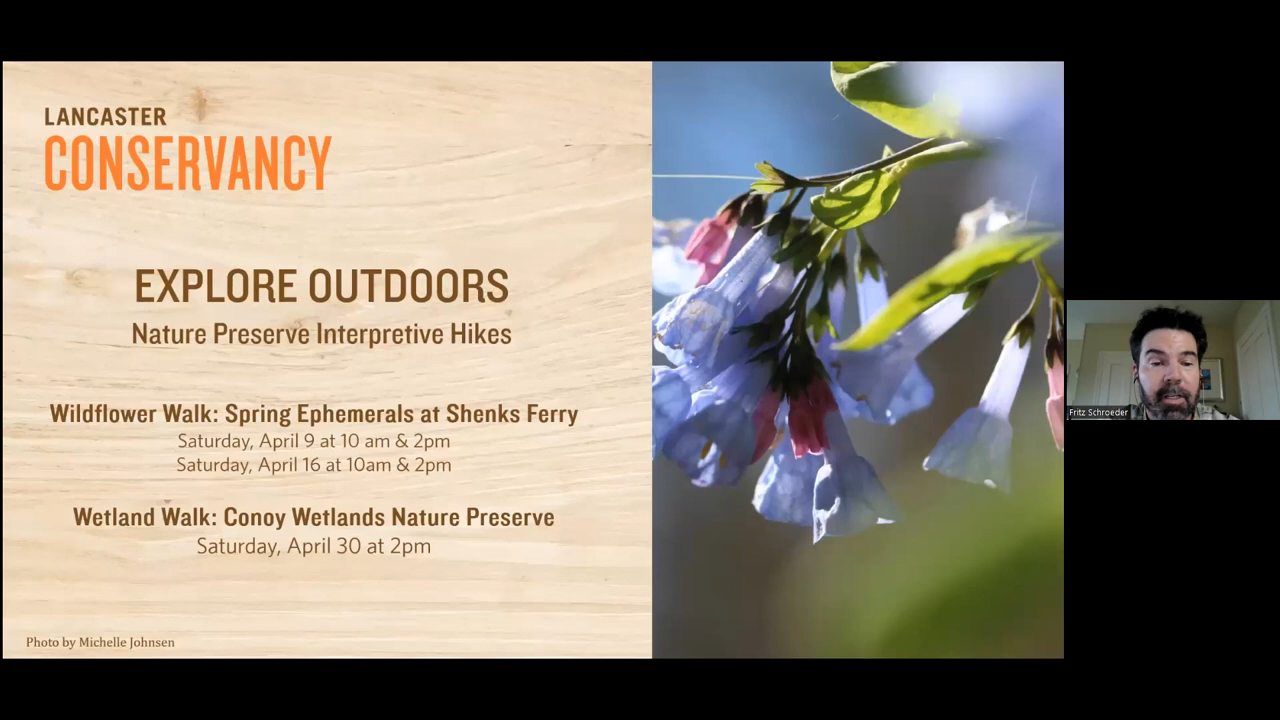 LANCASTER
CONSERVANCY
EXPLORE OUTDOORS
Nature Preserve Interpretive Hikes
Wildflower Walk: Spring Ephemerals at Shenks Ferry
Saturday, April 9 at 10 am & 2pm
Saturday, April 16 at 10am & 2pm
Wetland Walk: Conoy Wetlands Nature Preserve
Saturday, April 30 at 2pm
Photo by Michelle Johnsen
Fritz Schroeder